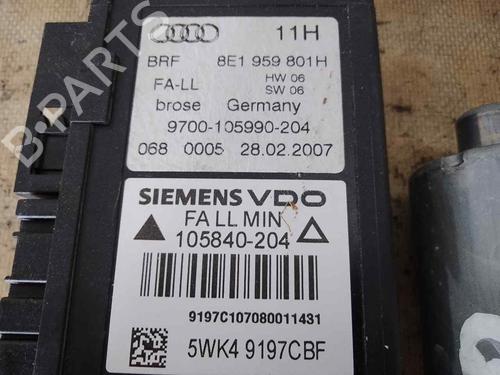 11H
BRF 8E1 959 801H
FA-LL HW 06
SW 06
brose Germany
9700-105990-204
068 0005 28.02.2007
SIEMENS VDO
FA LL MIN
105840-204
9197C107080011431
5WK4 9197CBF